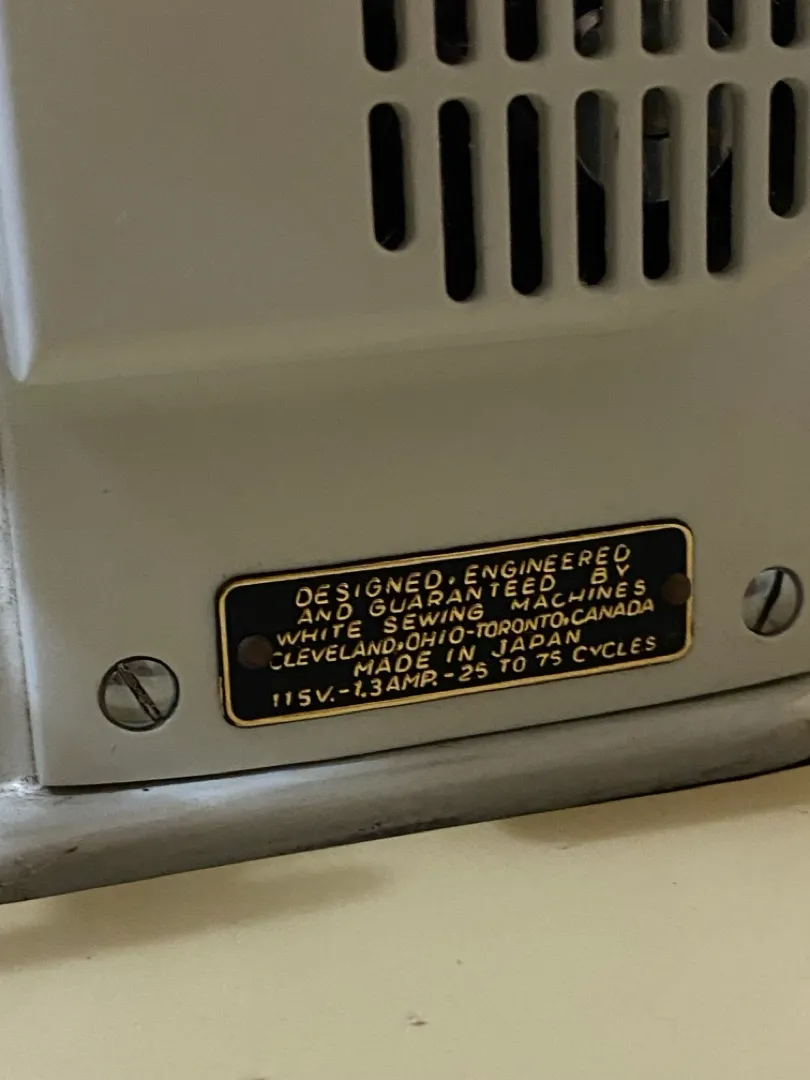 DESIGNED, ENGINEERED
AND GUARANTEED BY
WHITE SEWING MACHINES
CLEVELAND, OHIO-TORONTO, CANADA
MADE IN JAPAN
115V.-1.3AMP.-25 TO 75 CYCLES